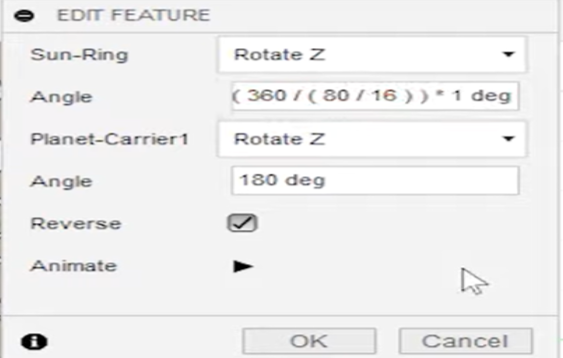 EDIT FEATURE
Sun-Ring Rotate Z
Angle ( 360 / ( 80 / 16 ) ) * 1 deg
Planet-Carrier1 Rotate Z
Angle 180 deg
Reverse
Animate
OK Cancel